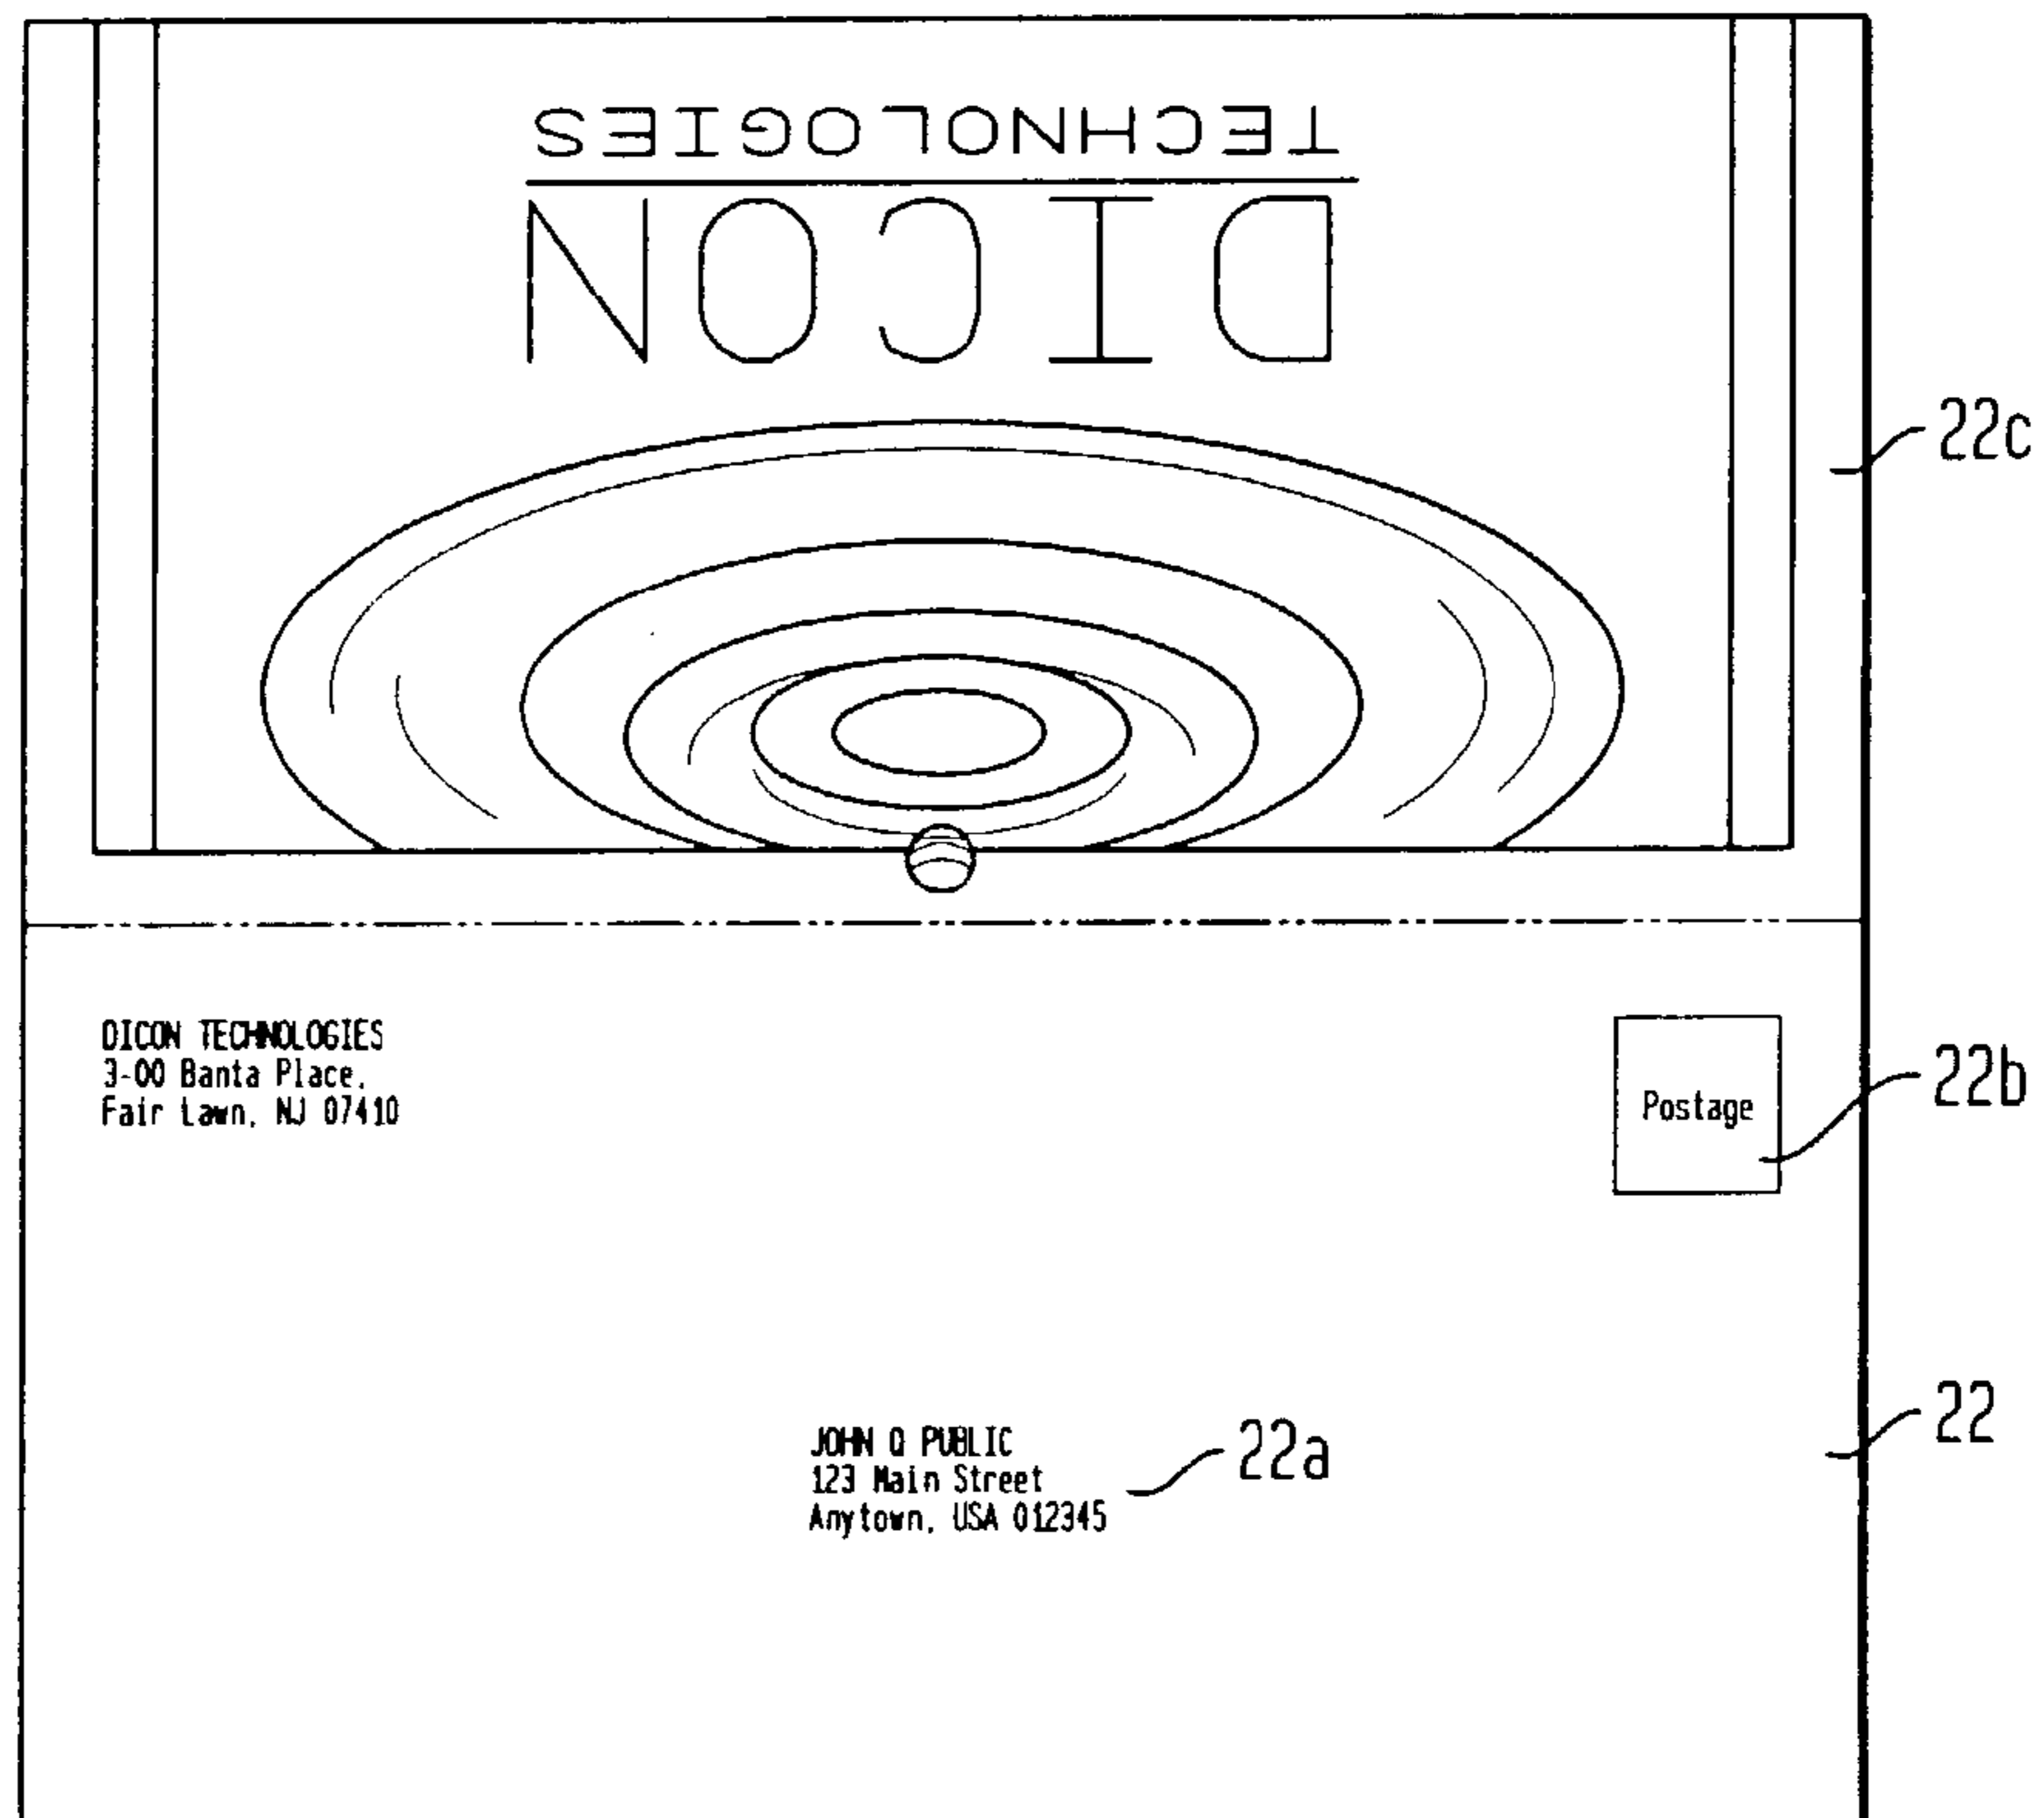 DICON
TECHNOLOGIES
22c
DICON TECHNOLOGIES
3-00 Banta Place,
Fair Lawn, NJ 07410
Postage
22b
JOHN Q PUBLIC
123 Main Street
Anytown, USA 012345
22a
22